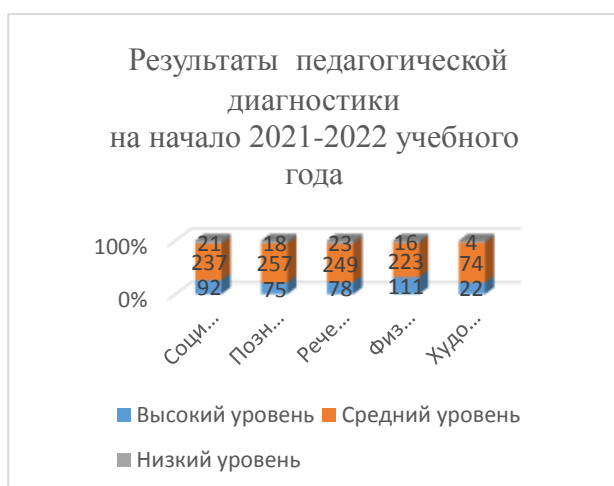 Результаты педагогической
диагностики
на начало 2021-2022 учебного
года
100%
0%
21 18 23 16 4
237 257 249 223 74
92 75 78 111 22
Соци...
Позн...
Рече...
Физ...
Худо...
Высокий уровень Средний уровень
Низкий уровень